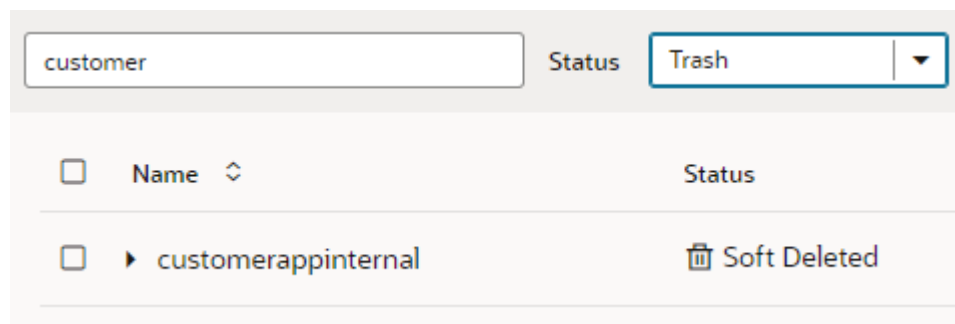 customer Status Trash
Name Status
customerappinternal Soft Deleted